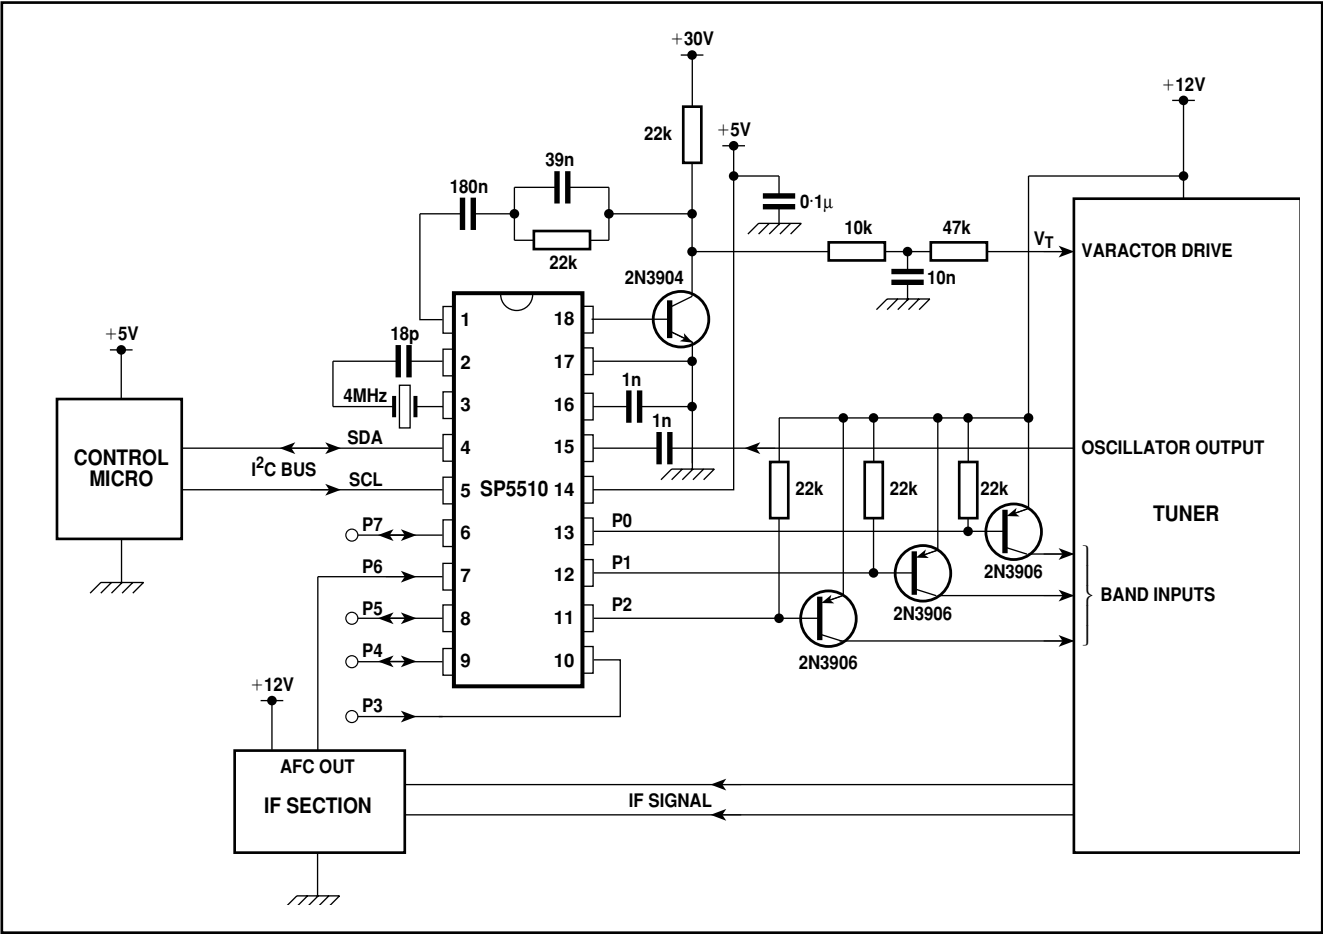 +30V
+12V
22k
+5V
39n
180n
0·1µ
22k
10k
47k
VT
VARACTOR DRIVE
10n
2N3904
+5V
18p
4MHz
1
2
3
4
5
6
7
8
9
18
17
16
15
14
13
12
11
10
SP5510
1n
1n
CONTROL
MICRO
SDA
I2C BUS
SCL
P7
P6
P5
P4
P3
P0
P1
P2
22k
22k
22k
OSCILLATOR OUTPUT
TUNER
2N3906
2N3906
2N3906
BAND INPUTS
+12V
AFC OUT
IF SECTION
IF SIGNAL